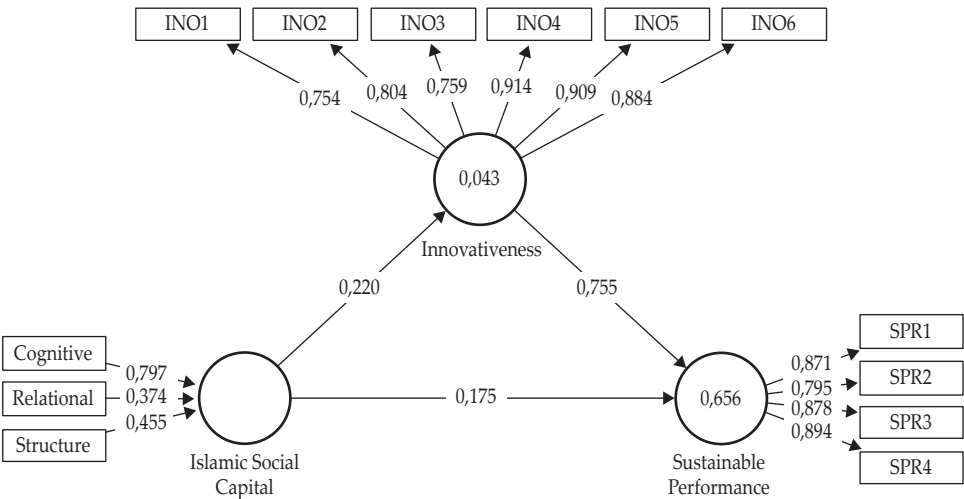 INO1 INO2 INO3 INO4 INO5 INO6
0,754 0,804 0,759 0,914 0,909 0,884
0,043
Innovativeness
0,220 0,755
Cognitive
Relational
Structure
0,797
0,374
0,455
Islamic Social
Capital
0,175
0,656
Sustainable
Performance
0,871
0,795
0,878
0,894
SPR1
SPR2
SPR3
SPR4